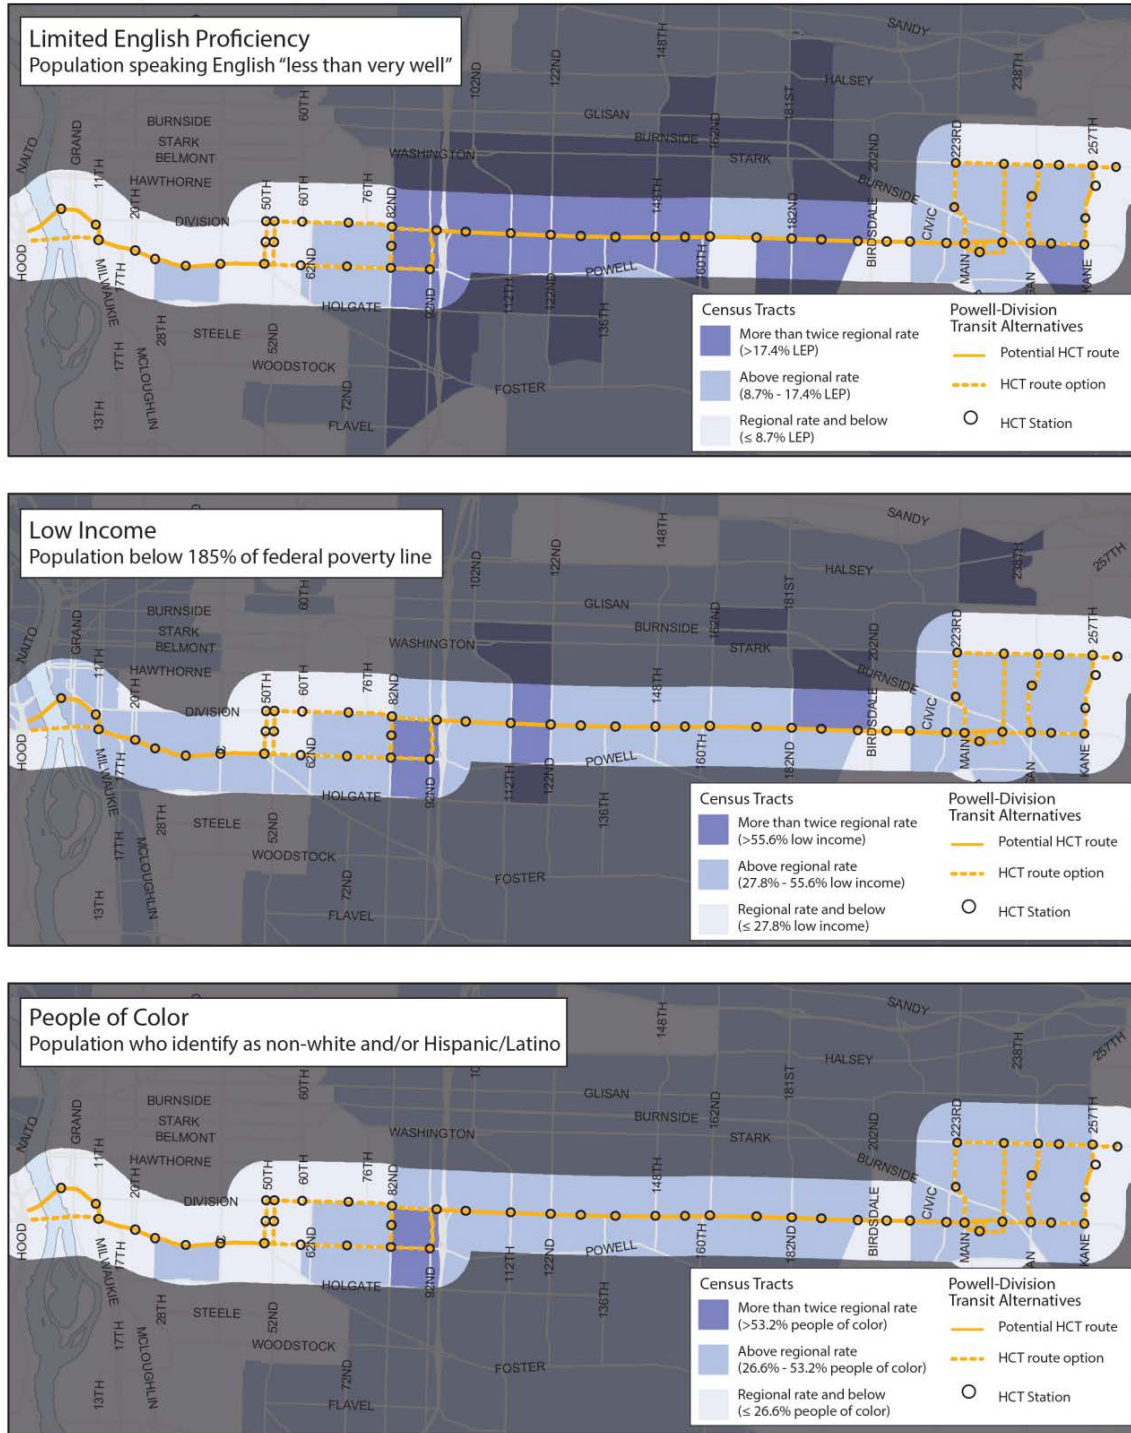 Limited English Proficiency
Population speaking English “less than very well”
SANDY
148TH
122ND
102ND
HALSEY
238TH
181ST
60TH
GLISAN
BURNSIDE
BURNSIDE
162ND
257TH
223RD
202ND
NAITO
GRAND
STARK
BELMONT
WASHINGTON
STARK
11TH
HAWTHORNE
20TH
50TH
60TH
76TH
82ND
148TH
182ND
BURNSIDE
BIRDSDALE
CIVIC
DIVISION
HOOD
MILWAUKIE
17TH
62ND
92ND
112TH
122ND
POWELL
160TH
MAIN
GAN
KANE
28TH
HOLGATE
136TH
STEELE
52ND
WOODSTOCK
17TH
MCLOUGHLIN
13TH
72ND
FOSTER
FLAVEL
Census Tracts
More than twice regional rate
(>17.4% LEP)
Above regional rate
(8.7% - 17.4% LEP)
Regional rate and below
(≤ 8.7% LEP)
Powell-Division
Transit Alternatives
Potential HCT route
HCT route option
HCT Station
Low Income
Population below 185% of federal poverty line
SANDY
148TH
122ND
102ND
HALSEY
238TH
257TH
181ST
60TH
GLISAN
BURNSIDE
BURNSIDE
162ND
257TH
223RD
202ND
NAITO
GRAND
STARK
BELMONT
WASHINGTON
STARK
11TH
HAWTHORNE
20TH
50TH
60TH
76TH
82ND
148TH
BURNSIDE
BIRDSDALE
CIVIC
DIVISION
HOOD
MILWAUKIE
17TH
62ND
92ND
112TH
122ND
POWELL
160TH
182ND
MAIN
GAN
KANE
28TH
HOLGATE
136TH
STEELE
52ND
WOODSTOCK
17TH
MCLOUGHLIN
13TH
72ND
FOSTER
FLAVEL
Census Tracts
More than twice regional rate
(>55.6% low income)
Above regional rate
(27.8% - 55.6% low income)
Regional rate and below
(≤ 27.8% low income)
Powell-Division
Transit Alternatives
Potential HCT route
HCT route option
HCT Station
People of Color
Population who identify as non-white and/or Hispanic/Latino
SANDY
148TH
HALSEY
238TH
257TH
181ST
60TH
GLISAN
BURNSIDE
BURNSIDE
162ND
257TH
223RD
202ND
NAITO
GRAND
STARK
BELMONT
WASHINGTON
STARK
11TH
HAWTHORNE
20TH
50TH
60TH
76TH
82ND
148TH
BURNSIDE
BIRDSDALE
CIVIC
DIVISION
HOOD
MILWAUKIE
17TH
62ND
92ND
112TH
122ND
POWELL
160TH
182ND
MAIN
AN
KANE
28TH
HOLGATE
136TH
STEELE
52ND
WOODSTOCK
17TH
MCLOUGHLIN
13TH
72ND
FOSTER
FLAVEL
Census Tracts
More than twice regional rate
(>53.2% people of color)
Above regional rate
(26.6% - 53.2% people of color)
Regional rate and below
(≤ 26.6% people of color)
Powell-Division
Transit Alternatives
Potential HCT route
HCT route option
HCT Station